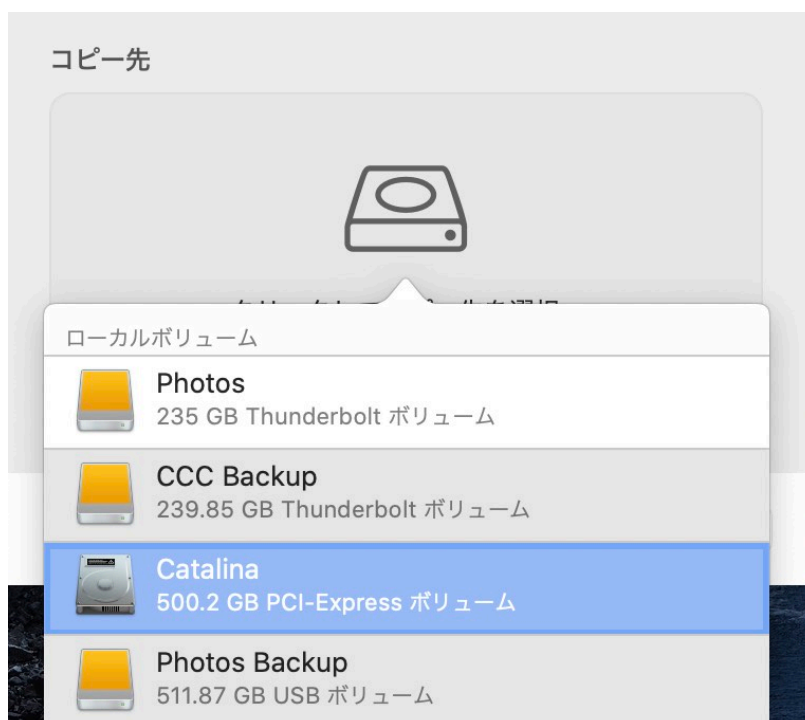 コピー先
ローカルボリューム
Photos
235 GB Thunderbolt ボリューム
CCC Backup
239.85 GB Thunderbolt ボリューム
Catalina
500.2 GB PCI-Express ボリューム
Photos Backup
511.87 GB USB ボリューム